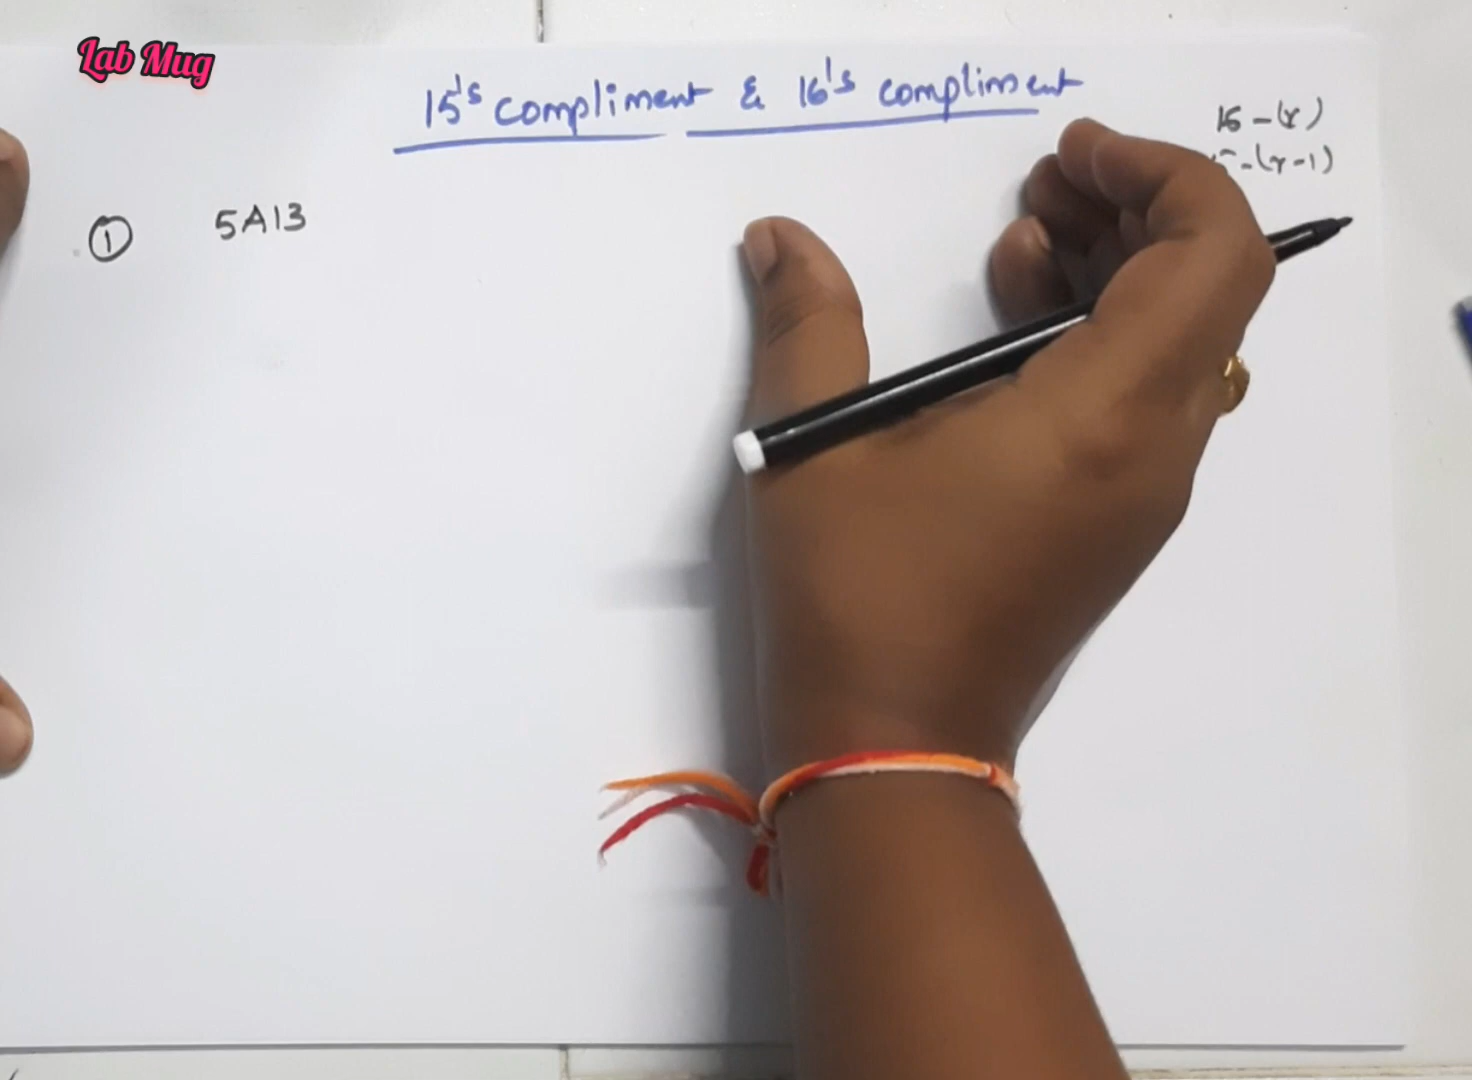 Lab Mug
15's compliment & 16's compliment
16 - (r)
- (r-1)
① 5A13